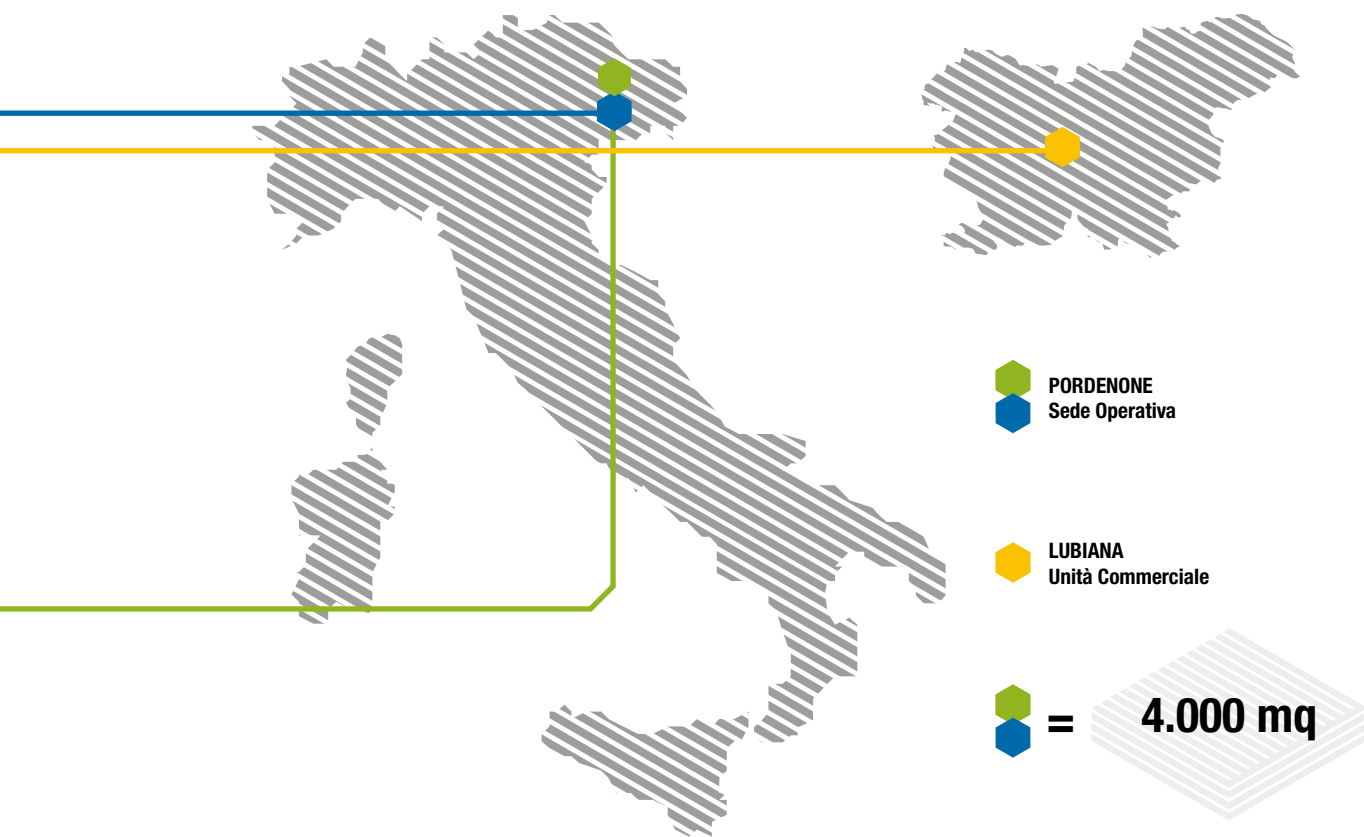 PORDENONE
Sede Operativa
LUBIANA
Unità Commerciale
= 4.000 mq